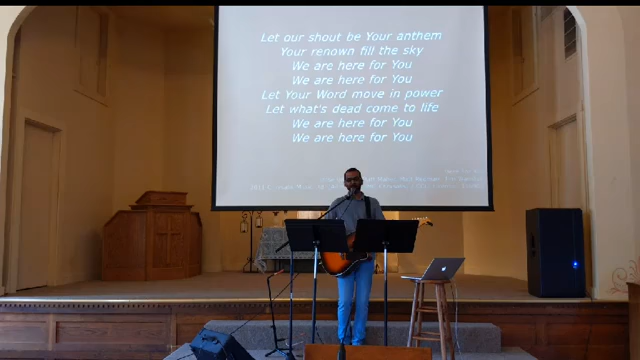 Let our shout be Your anthem
Your renown fill the sky
We are here for You
We are here for You
Let Your Word move in power
Let what's dead come to life
We are here for You
We are here for You